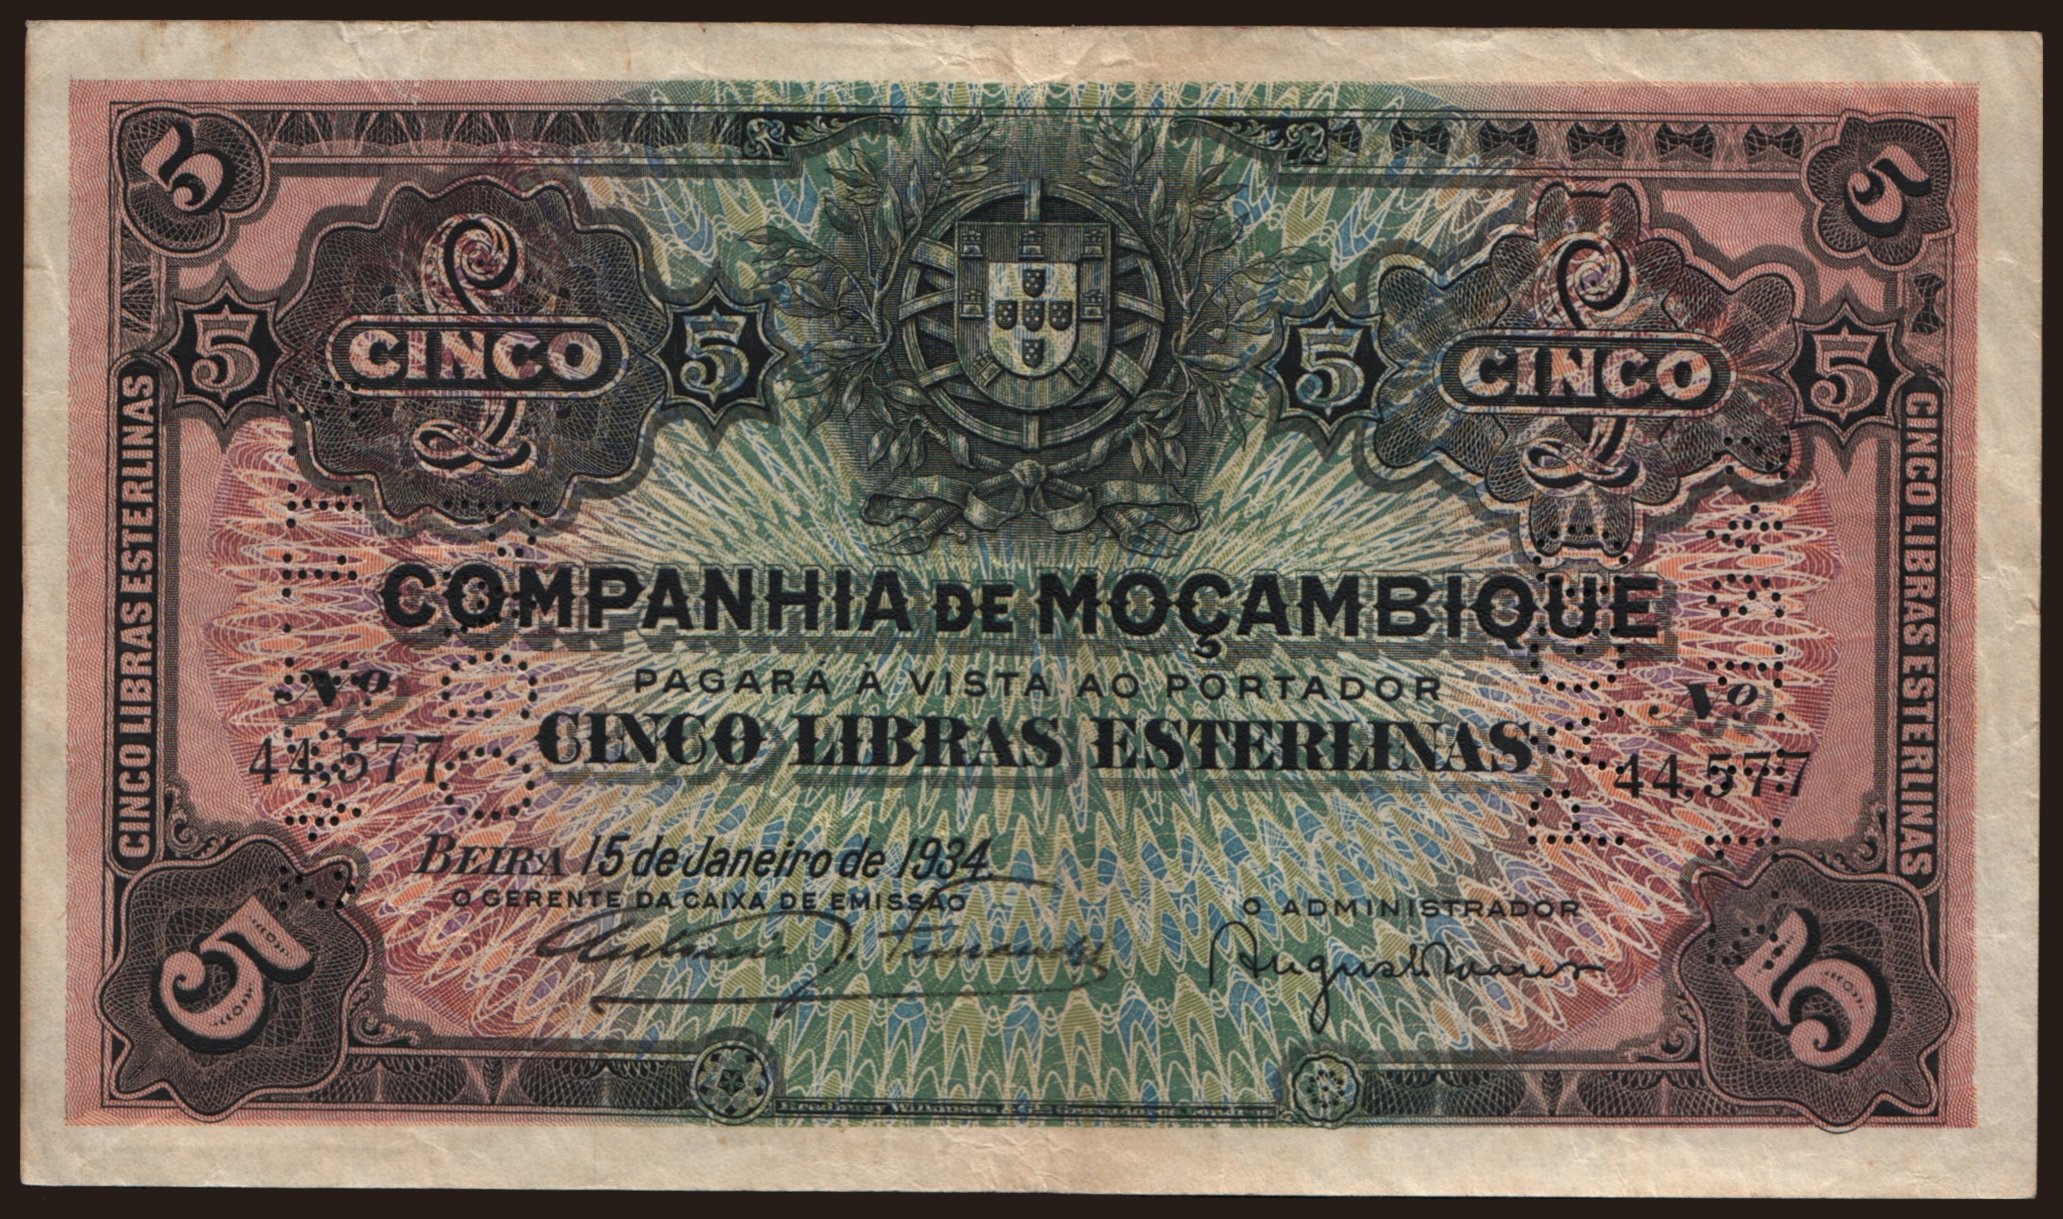 5 5
5 £ CINCO 5 5 £ CINCO 5
CINCO LIBRAS ESTERLINAS
CINCO LIBRAS ESTERLINAS
COMPANHIA DE MOÇAMBIQUE
PAGARÁ À VISTA AO PORTADOR
Nº Nº
CINCO LIBRAS ESTERLINAS
44,577 44,577
BEIRA 15 de Janeiro de 1934.
O GERENTE DA CAIXA DE EMISSÃO O ADMINISTRADOR
5 5